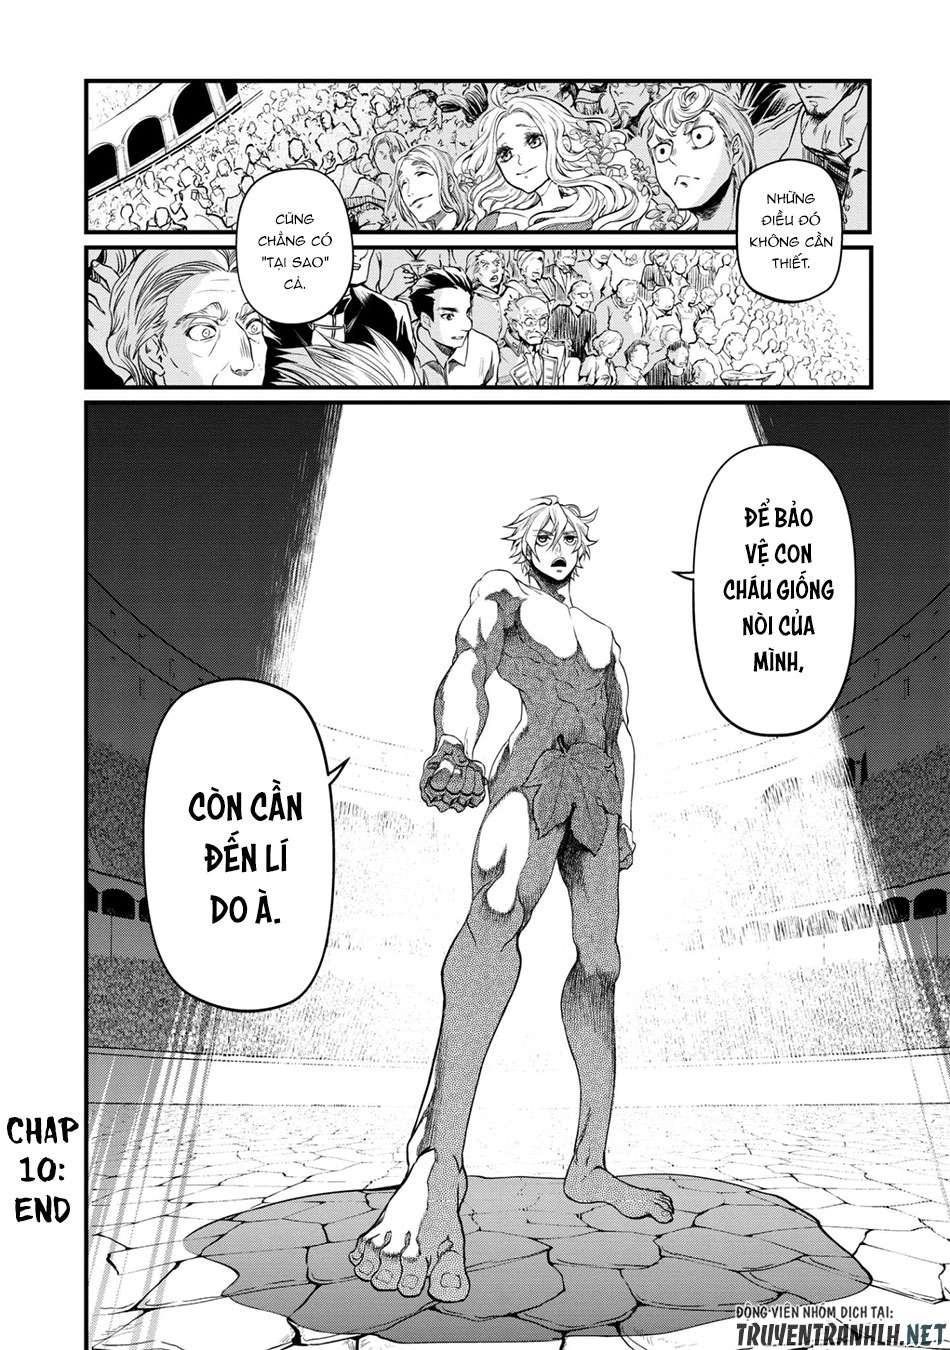 NHỮNG
ĐIỀU ĐÓ
KHÔNG CẦN
THIẾT.
CŨNG
CHẲNG CÓ
"TẠI SAO"
CẢ.
ĐỂ BẢO
VỆ CON
CHÁU GIỐNG
NÒI CỦA
MÌNH,
CÒN CẦN
ĐẾN LÍ
DO À.
CHAP
10:
END
ĐỘNG VIÊN NHÓM DỊCH TẠI:
TRUYENTRANHLH.NET